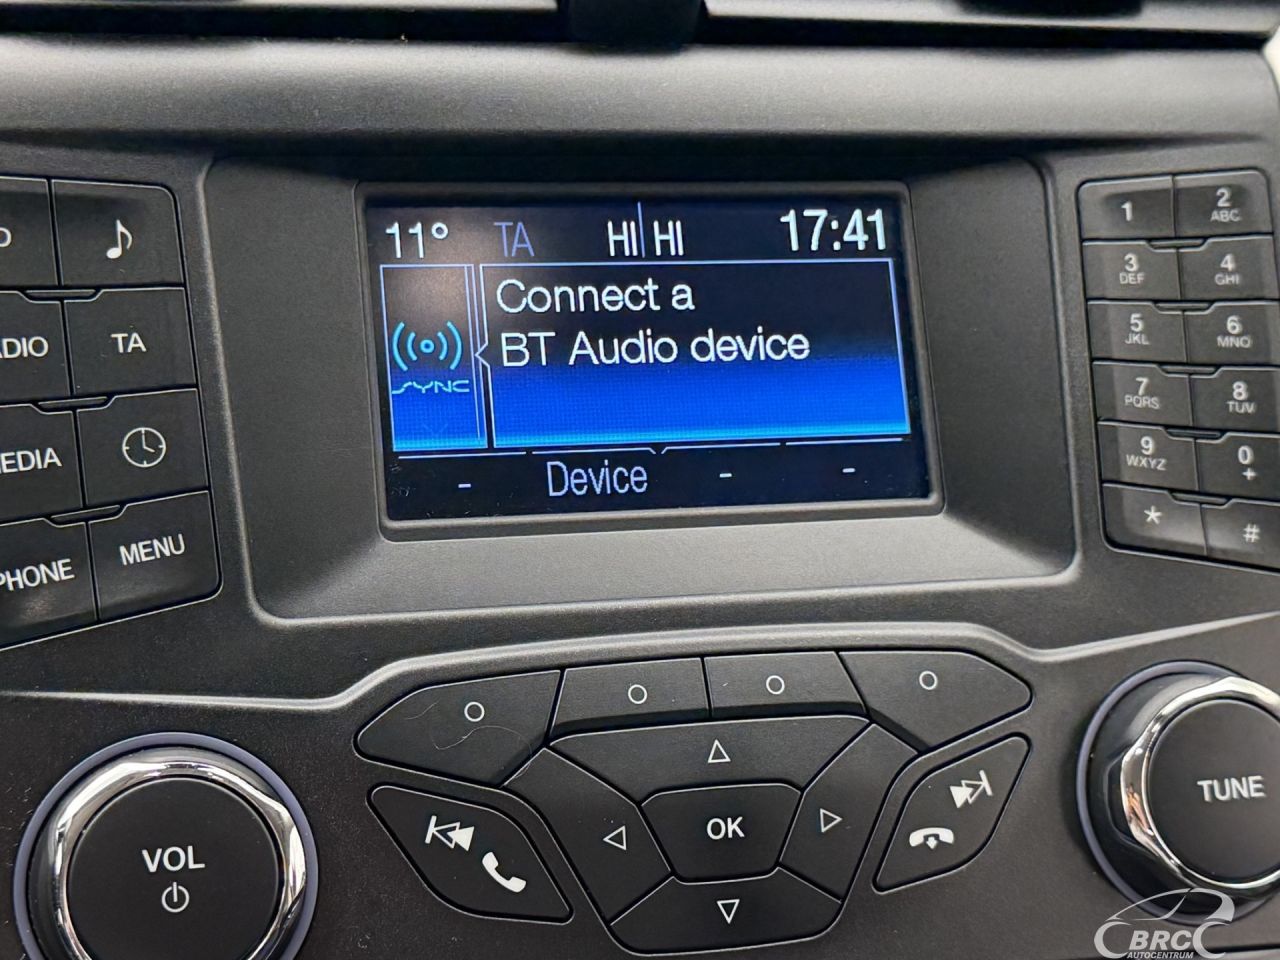 11° TA HI HI 17:41
Connect a
BT Audio device
SYNC
- Device - -
TA
MENU
PHONE
1
2
ABC
3
DEF
4
GHI
5
JKL
6
MNO
7
PQRS
8
TUV
9
WXYZ
0
+
*
#
VOL
OK
TUNE
BRC
AUTOCENTRUM